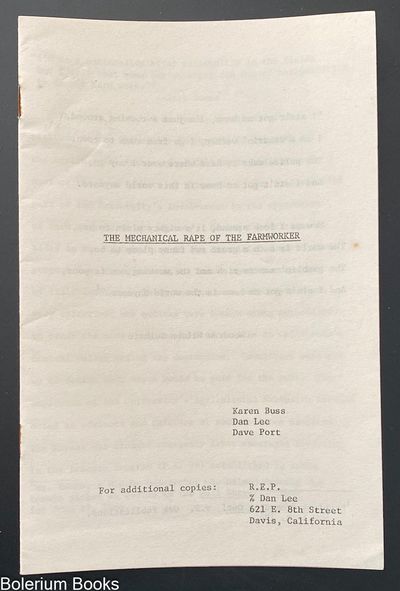 THE MECHANICAL RAPE OF THE FARMWORKER
Karen Buss
Dan Lee
Dave Port
For additional copies: R.E.P.
% Dan Lee
621 E. 8th Street
Davis, California
Bolerium Books